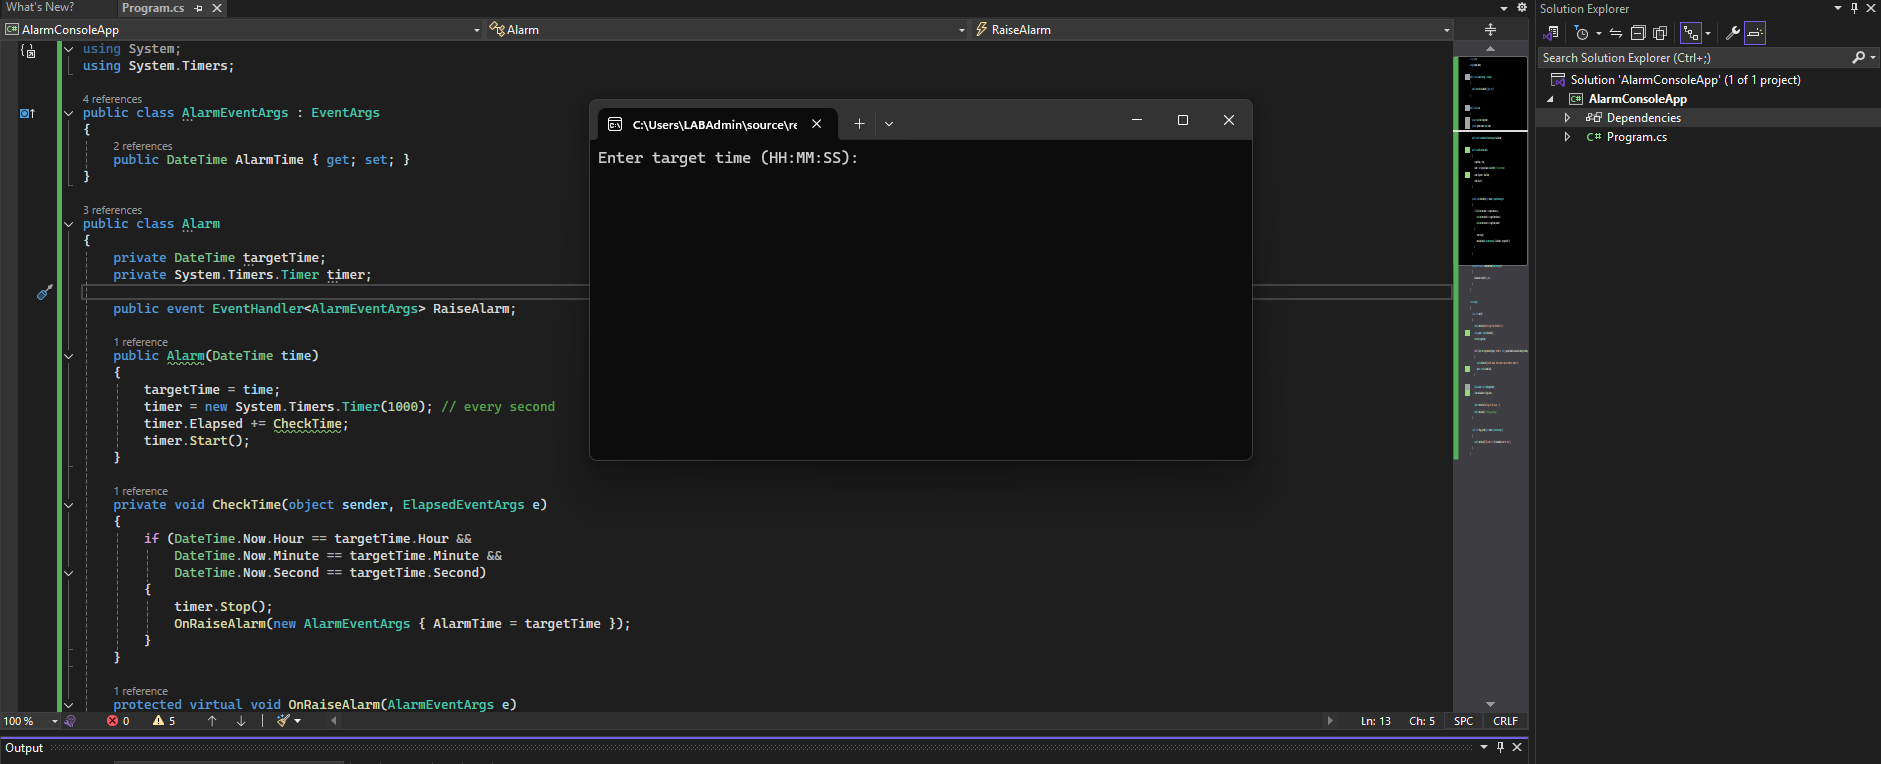 What's New?
Program.cs
AlarmConsoleApp
Alarm
RaiseAlarm
using System;
using System.Timers;
4 references
public class AlarmEventArgs : EventArgs
{
2 references
public DateTime AlarmTime { get; set; }
}
3 references
public class Alarm
{
private DateTime targetTime;
private System.Timers.Timer timer;
public event EventHandler<AlarmEventArgs> RaiseAlarm;
1 reference
public Alarm(DateTime time)
{
targetTime = time;
timer = new System.Timers.Timer(1000); // every second
timer.Elapsed += CheckTime;
timer.Start();
}
1 reference
private void CheckTime(object sender, ElapsedEventArgs e)
{
if (DateTime.Now.Hour == targetTime.Hour &&
DateTime.Now.Minute == targetTime.Minute &&
DateTime.Now.Second == targetTime.Second)
{
timer.Stop();
OnRaiseAlarm(new AlarmEventArgs { AlarmTime = targetTime });
}
}
1 reference
protected virtual void OnRaiseAlarm(AlarmEventArgs e)
C:\Users\LABAdmin\source\re
Enter target time (HH:MM:SS):
100 %
0
5
Ln: 13
Ch: 5
SPC
CRLF
Output
Solution Explorer
Search Solution Explorer (Ctrl+;)
Solution 'AlarmConsoleApp' (1 of 1 project)
C# AlarmConsoleApp
Dependencies
C# Program.cs